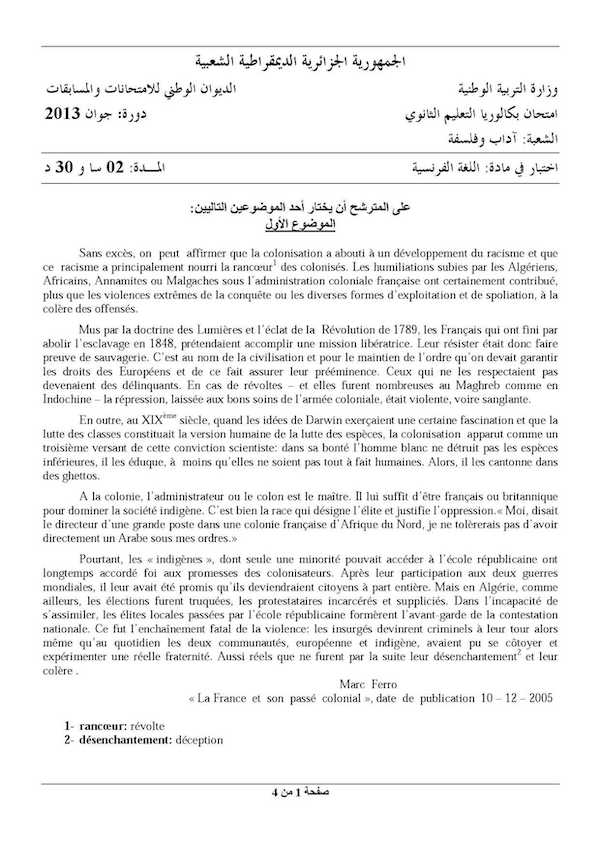 الجمهورية الجزائرية الديمقراطية الشعبية
وزارة التربية الوطنية الديوان الوطني للامتحانات والمسابقات
امتحان بكالوريا التعليم الثانوي دورة: جوان 2013
الشعبة: آداب وفلسفة
اختبار في مادة: اللغة الفرنسية المـــدة: 02 سا و 30 د
على المترشح أن يختار أحد الموضوعين التاليين:
الموضوع الأول
Sans excès, on peut affirmer que la colonisation a abouti à un développement du racisme et que
ce racisme a principalement nourri la rancœur¹ des colonisés. Les humiliations subies par les Algériens,
Africains, Annamites ou Malgaches sous l'administration coloniale française ont certainement contribué,
plus que les violences extrêmes de la conquête ou les diverses formes d'exploitation et de spoliation, à la
colère des offensés.
Mus par la doctrine des Lumières et l'éclat de la Révolution de 1789, les Français qui ont fini par
abolir l'esclavage en 1848, prétendaient accomplir une mission libératrice. Leur résister était donc faire
preuve de sauvagerie. C'est au nom de la civilisation et pour le maintien de l'ordre qu'on devait garantir
les droits des Européens et de ce fait assurer leur prééminence. Ceux qui ne les respectaient pas
devenaient des délinquants. En cas de révoltes – et elles furent nombreuses au Maghreb comme en
Indochine – la répression, laissée aux bons soins de l'armée coloniale, était violente, voire sanglante.
En outre, au XIXème siècle, quand les idées de Darwin exerçaient une certaine fascination et que la
lutte des classes constituait la version humaine de la lutte des espèces, la colonisation apparut comme un
troisième versant de cette conviction scientiste: dans sa bonté l'homme blanc ne détruit pas les espèces
inférieures, il les éduque, à moins qu'elles ne soient pas tout à fait humaines. Alors, il les cantonne dans
des ghettos.
A la colonie, l'administrateur ou le colon est le maître. Il lui suffit d'être français ou britannique
pour dominer la société indigène. C'est bien la race qui désigne l'élite et justifie l'oppression.« Moi, disait
le directeur d'une grande poste dans une colonie française d'Afrique du Nord, je ne tolèrerais pas d'avoir
directement un Arabe sous mes ordres.»
Pourtant, les « indigènes », dont seule une minorité pouvait accéder à l'école républicaine ont
longtemps accordé foi aux promesses des colonisateurs. Après leur participation aux deux guerres
mondiales, il leur avait été promis qu'ils deviendraient citoyens à part entière. Mais en Algérie, comme
ailleurs, les élections furent truquées, les protestataires incarcérés et suppliciés. Dans l'incapacité de
s'assimiler, les élites locales passées par l'école républicaine formèrent l'avant-garde de la contestation
nationale. Ce fut l'enchaînement fatal de la violence: les insurgés devinrent criminels à leur tour alors
même qu'au quotidien les deux communautés, européenne et indigène, avaient pu se côtoyer et
expérimenter une réelle fraternité. Aussi réels que ne furent par la suite leur désenchantement² et leur
colère .
Marc Ferro
« La France et son passé colonial », date de publication 10 – 12 – 2005
1- rancœur: révolte
2- désenchantement: déception
صفحة 1 من 4